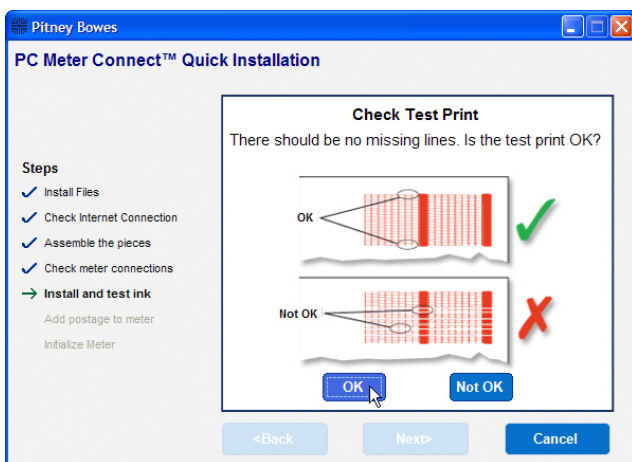 Pitney Bowes
PC Meter Connect™ Quick Installation
Steps
Install Files
Check Internet Connection
Assemble the pieces
Check meter connections
Install and test ink
Add postage to meter
Initialize Meter
Check Test Print
There should be no missing lines. Is the test print OK?
OK
Not OK
OK
Not OK
<Back
Next>
Cancel